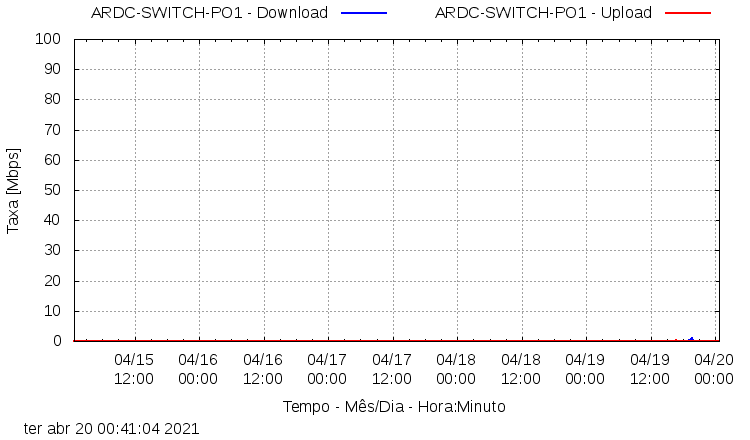 ARDC-SWITCH-PO1 - Download ARDC-SWITCH-PO1 - Upload
100
90
80
70
60
50
40
30
20
10
0
Taxa [Mbps]
04/15 04/16 04/16 04/17 04/17 04/18 04/18 04/19 04/19 04/20
12:00 00:00 12:00 00:00 12:00 00:00 12:00 00:00 12:00 00:00
Tempo - Mês/Dia - Hora:Minuto
ter abr 20 00:41:04 2021